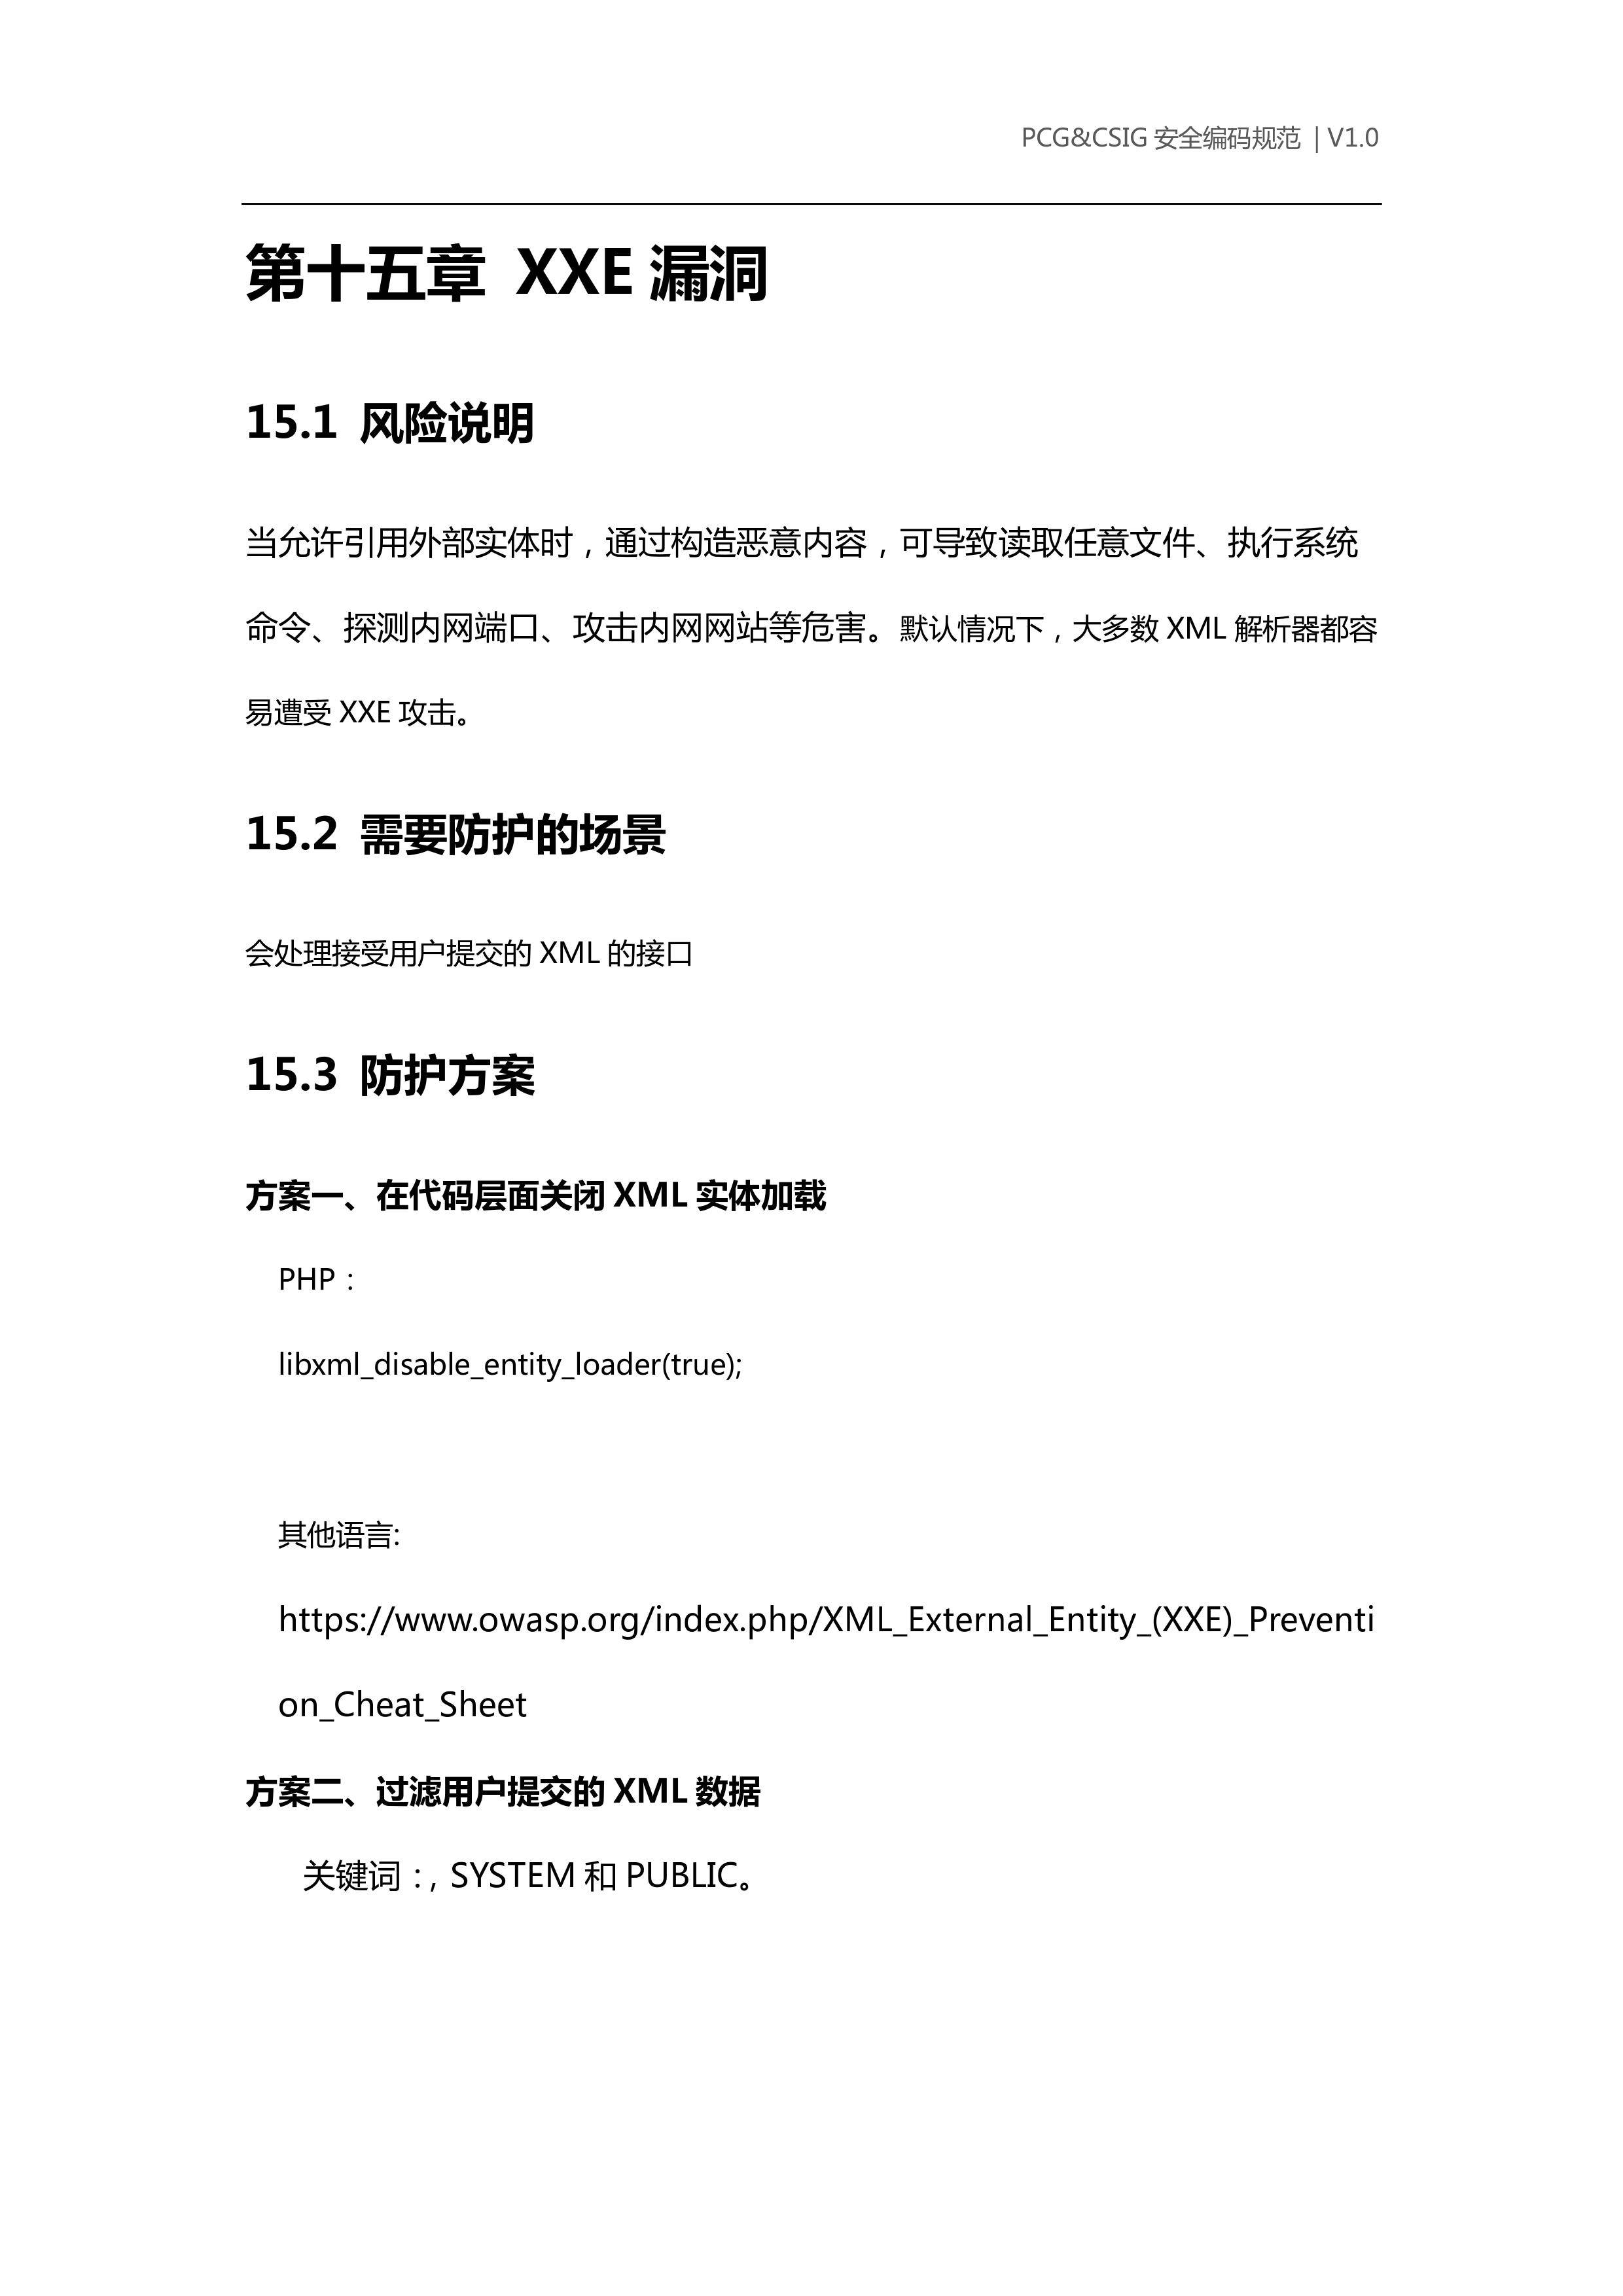 PCG&CSIG 安全编码规范 | V1.0
第十五章 XXE 漏洞
15.1 风险说明
当允许引用外部实体时，通过构造恶意内容，可导致读取任意文件、执行系统
命令、探测内网端口、攻击内网网站等危害。默认情况下，大多数 XML 解析器都容
易遭受 XXE 攻击。
15.2 需要防护的场景
会处理接受用户提交的 XML 的接口
15.3 防护方案
方案一、在代码层面关闭 XML 实体加载
PHP：
libxml_disable_entity_loader(true);
其他语言:
https://www.owasp.org/index.php/XML_External_Entity_(XXE)_Preventi
on_Cheat_Sheet
方案二、过滤用户提交的 XML 数据
关键词：, SYSTEM 和 PUBLIC。